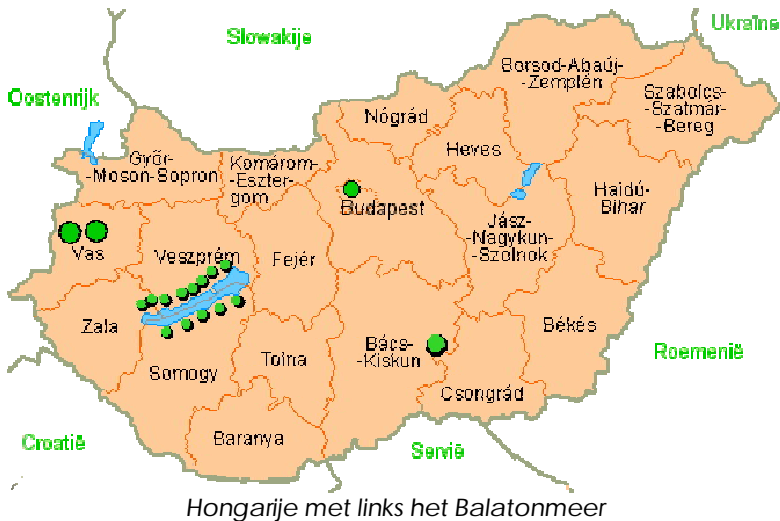 Ukraïne
Slowakije
Oostenrijk
Borsod-Abaúj-
-Zemplén
Szabolcs
-Szatmár-
-Bereg
Nógrád
Heves
Győr-
-Moson-Sopron
Komárom-
-Eszter-
gom
Hajdú-
Bihar
Budapest
Jász-
-Nagykun-
-Szolnok
Vas
Veszprém
Fejér
Zala
Békés
Bács-
-Kiskun
Tolna
Roemenië
Somogy
Csongrád
Baranya
Croatië
Servië
Hongarije met links het Balatonmeer